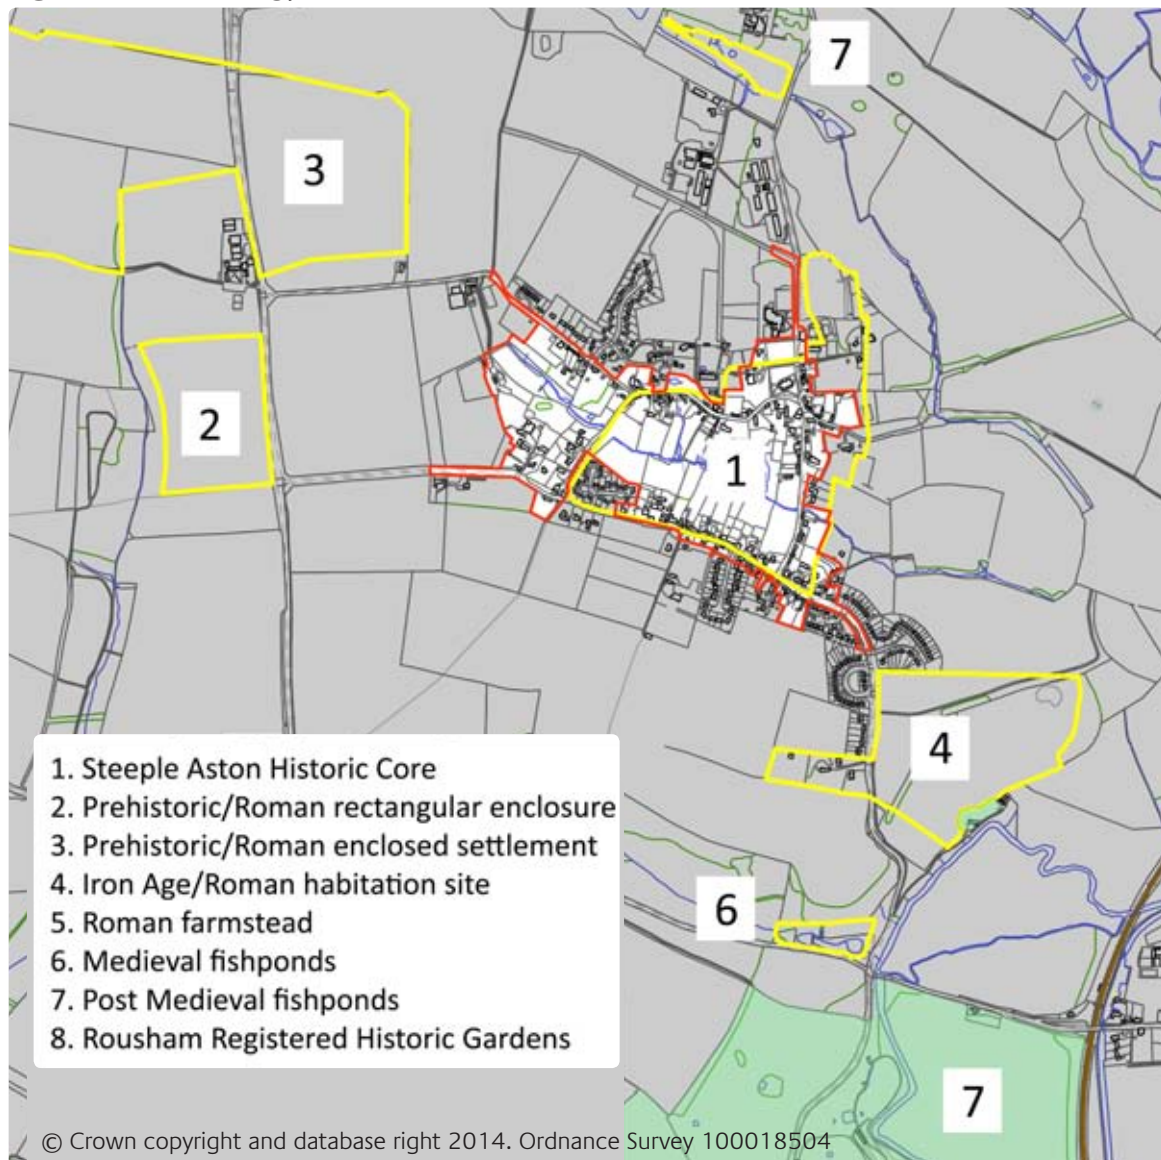 7
3
2
1
4
1. Steeple Aston Historic Core
2. Prehistoric/Roman rectangular enclosure
3. Prehistoric/Roman enclosed settlement
4. Iron Age/Roman habitation site
5. Roman farmstead
6. Medieval fishponds
7. Post Medieval fishponds
8. Rousham Registered Historic Gardens
6
7
© Crown copyright and database right 2014. Ordnance Survey 100018504